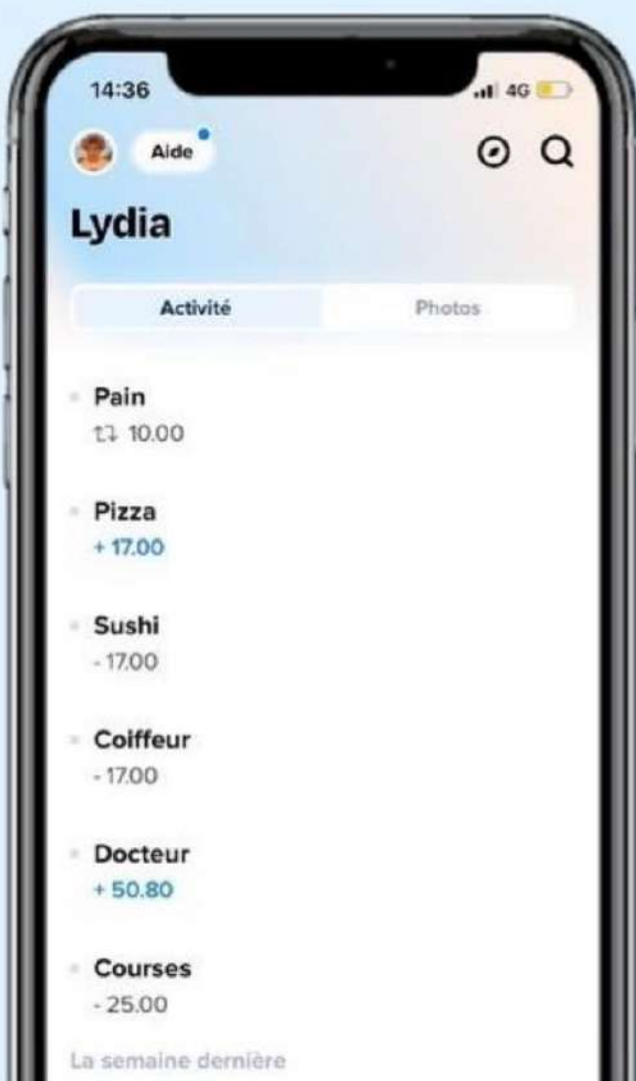 14:36
4G
Aide
Lydia
Activité Photos
Pain
10.00
Pizza
+ 17.00
Sushi
- 17.00
Coiffeur
- 17.00
Docteur
+ 50.80
Courses
- 25.00
La semaine dernière